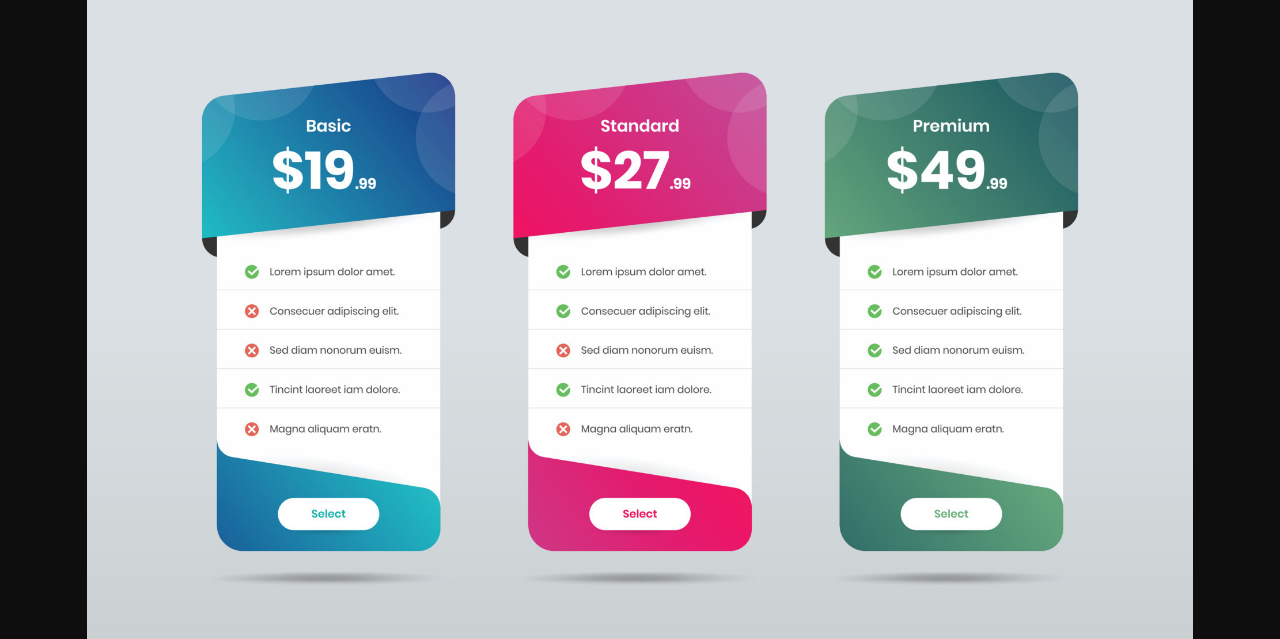 Basic
$19.99
Lorem ipsum dolor amet.
Consecuer adipiscing elit.
Sed diam nonorum euism.
Tincint laoreet iam dolore.
Magna aliquam eratn.
Select
Standard
$27.99
Lorem ipsum dolor amet.
Consecuer adipiscing elit.
Sed diam nonorum euism.
Tincint laoreet iam dolore.
Magna aliquam eratn.
Select
Premium
$49.99
Lorem ipsum dolor amet.
Consecuer adipiscing elit.
Sed diam nonorum euism.
Tincint laoreet iam dolore.
Magna aliquam eratn.
Select